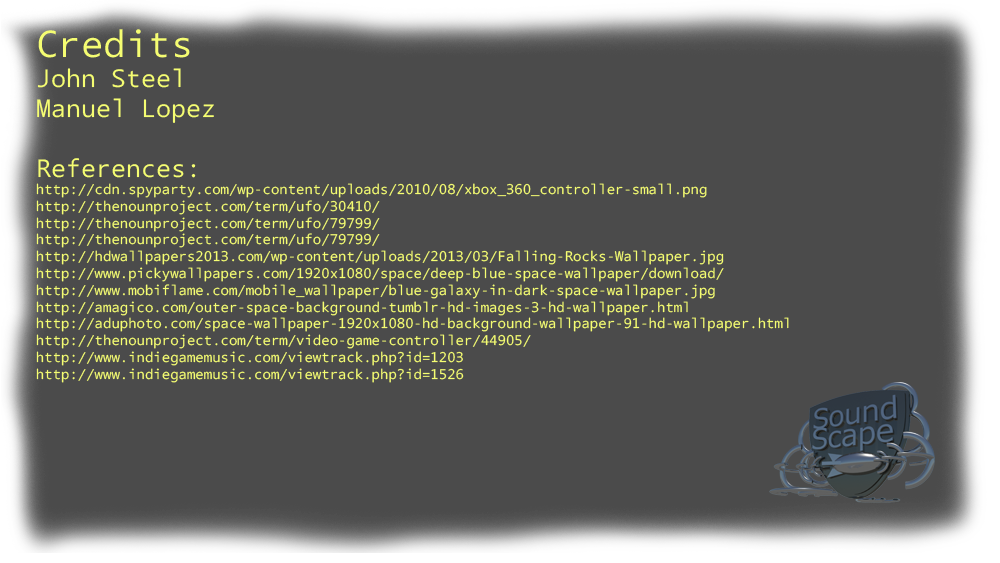 Credits
John Steel
Manuel Lopez
References:
http://cdn.spyparty.com/wp-content/uploads/2010/08/xbox_360_controller-small.png
http://thenounproject.com/term/ufo/30410/
http://thenounproject.com/term/ufo/79799/
http://thenounproject.com/term/ufo/79799/
http://hdwallpapers2013.com/wp-content/uploads/2013/03/Falling-Rocks-Wallpaper.jpg
http://www.pickywallpapers.com/1920x1080/space/deep-blue-space-wallpaper/download/
http://www.mobiflame.com/mobile_wallpaper/blue-galaxy-in-dark-space-wallpaper.jpg
http://amagico.com/outer-space-background-tumblr-hd-images-3-hd-wallpaper.html
http://aduphoto.com/space-wallpaper-1920x1080-hd-background-wallpaper-91-hd-wallpaper.html
http://thenounproject.com/term/video-game-controller/44905/
http://www.indiegamemusic.com/viewtrack.php?id=1203
http://www.indiegamemusic.com/viewtrack.php?id=1526
Sound
Scape